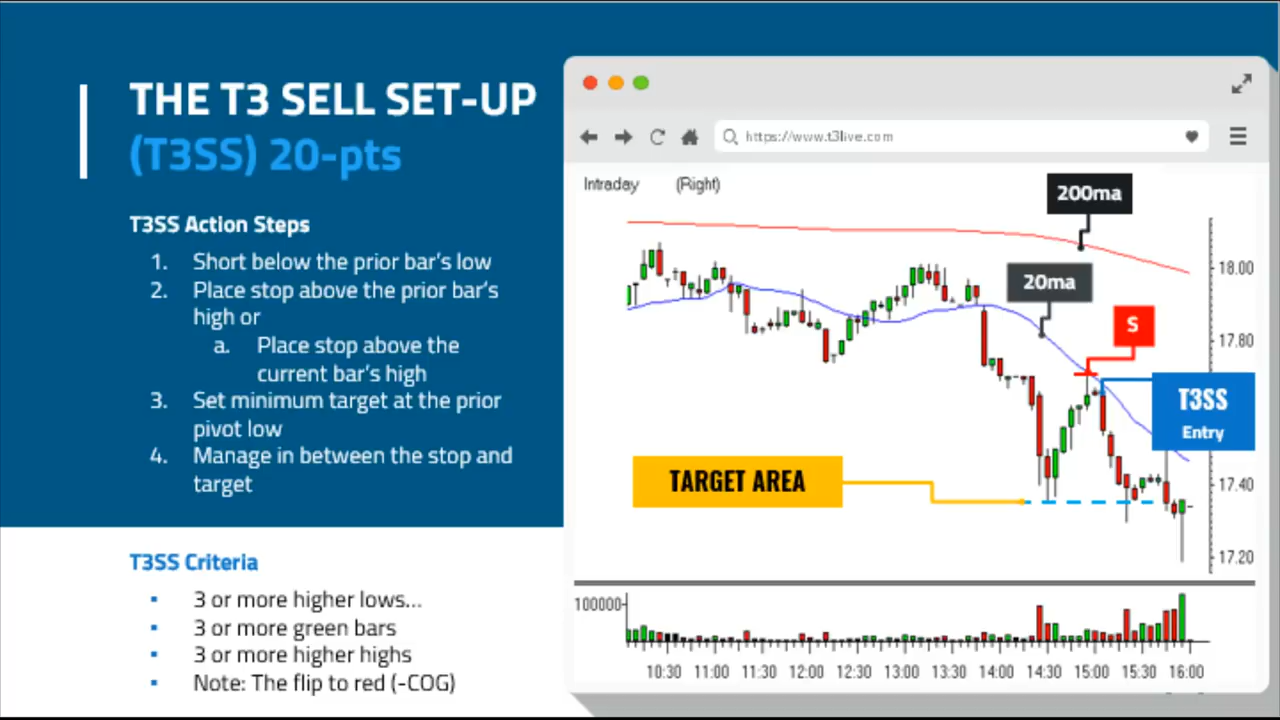 THE T3 SELL SET-UP
(T3SS) 20-pts
T3SS Action Steps
1. Short below the prior bar's low
2. Place stop above the prior bar's
high or
a. Place stop above the
current bar's high
3. Set minimum target at the prior
pivot low
4. Manage in between the stop and
target
T3SS Criteria
3 or more higher lows...
3 or more green bars
3 or more higher highs
Note: The flip to red (-COG)
https://www.t3live.com
Intraday (Right)
200ma
20ma
S
T3SS
Entry
TARGET AREA
18.00
17.80
17.40
17.20
100000
10:30 11:00 11:30 12:00 12:30 13:00 13:30 14:00 14:30 15:00 15:30 16:00